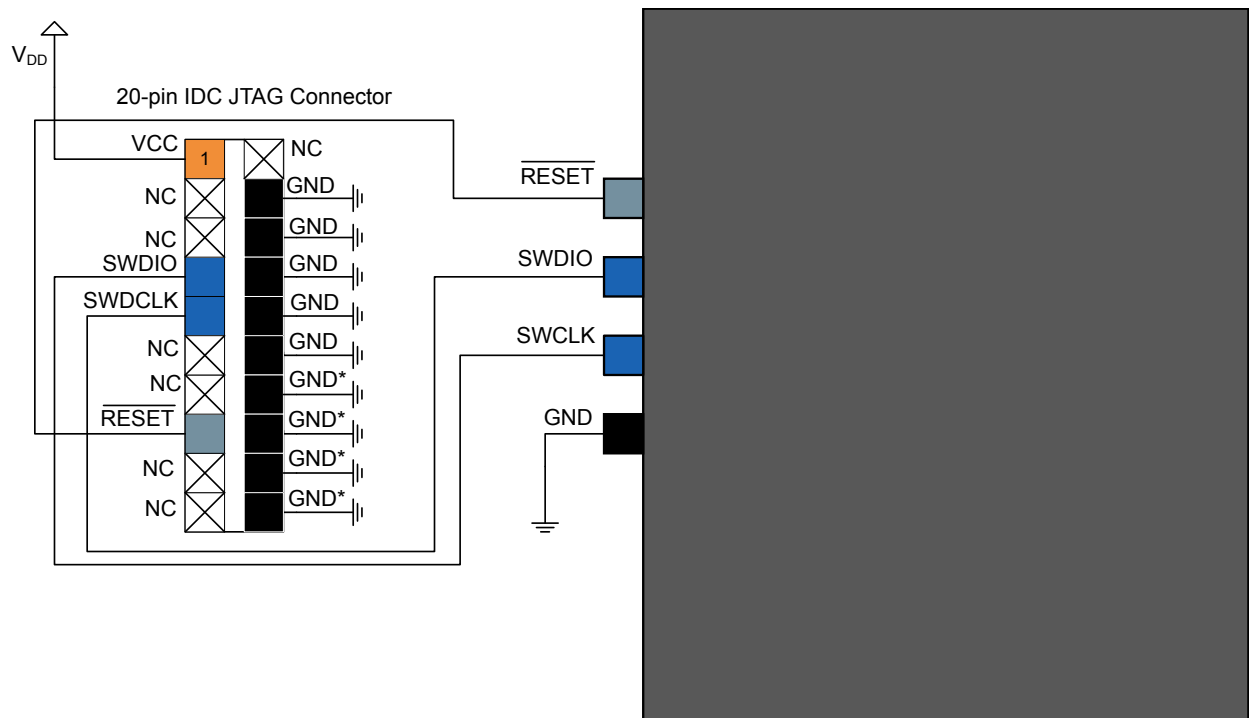 VDD
20-pin IDC JTAG Connector
VCC
1
NC
RESET
NC
GND
NC
GND
SWDIO
GND
SWDIO
SWDCLK
GND
SWCLK
NC
GND
NC
GND*
RESET
GND*
GND
NC
GND*
NC
GND*